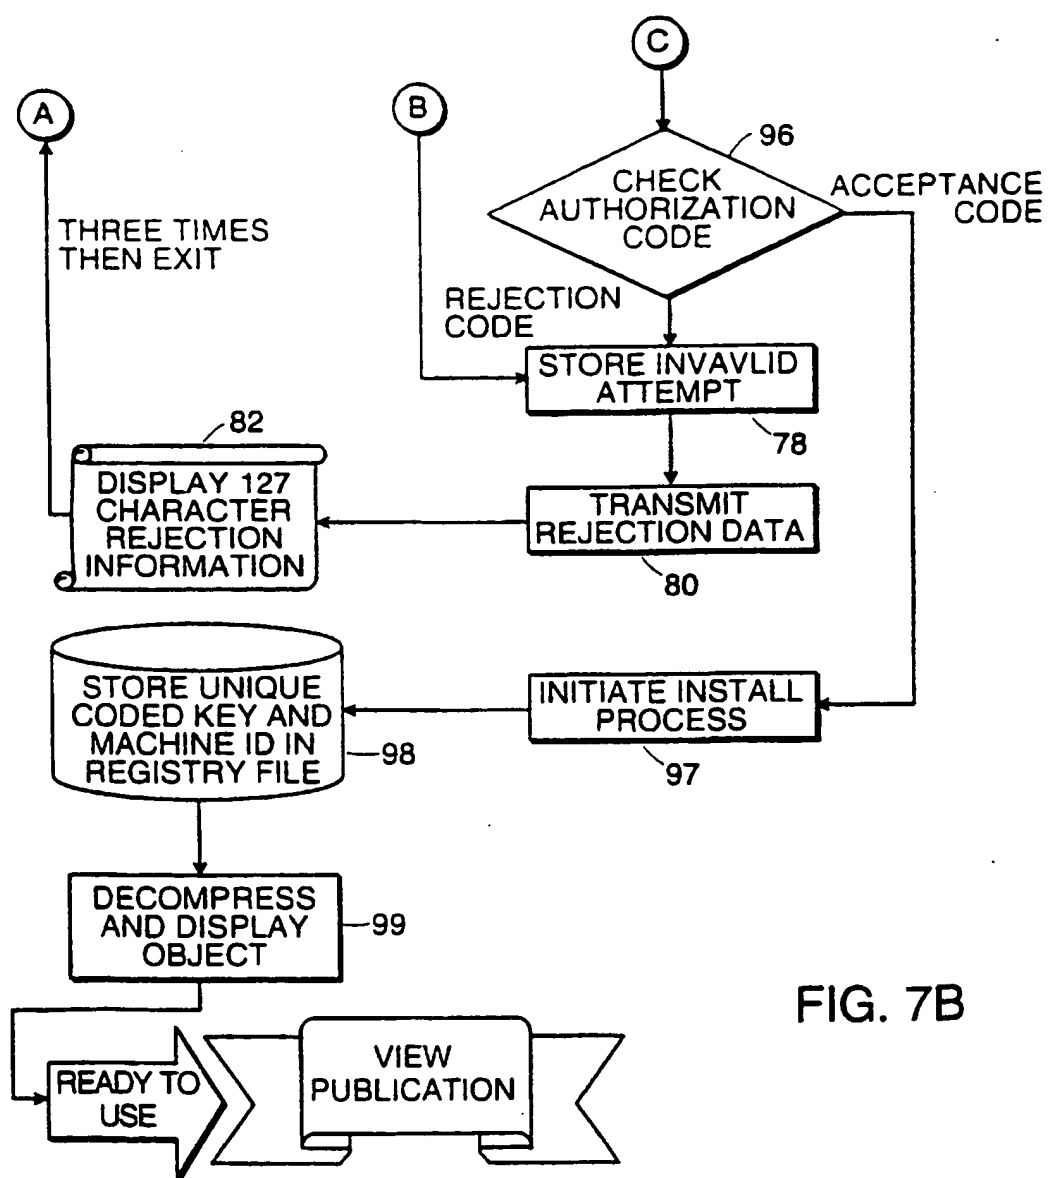 C
A
B
96
CHECK
AUTHORIZATION
CODE
ACCEPTANCE
CODE
THREE TIMES
THEN EXIT
REJECTION
CODE
STORE INVAVLID
ATTEMPT
78
82
DISPLAY 127
CHARACTER
REJECTION
INFORMATION
TRANSMIT
REJECTION DATA
80
STORE UNIQUE
CODED KEY AND
MACHINE ID IN
REGISTRY FILE
98
INITIATE INSTALL
PROCESS
97
DECOMPRESS
AND DISPLAY
OBJECT
99
FIG. 7B
READY TO
USE
VIEW
PUBLICATION